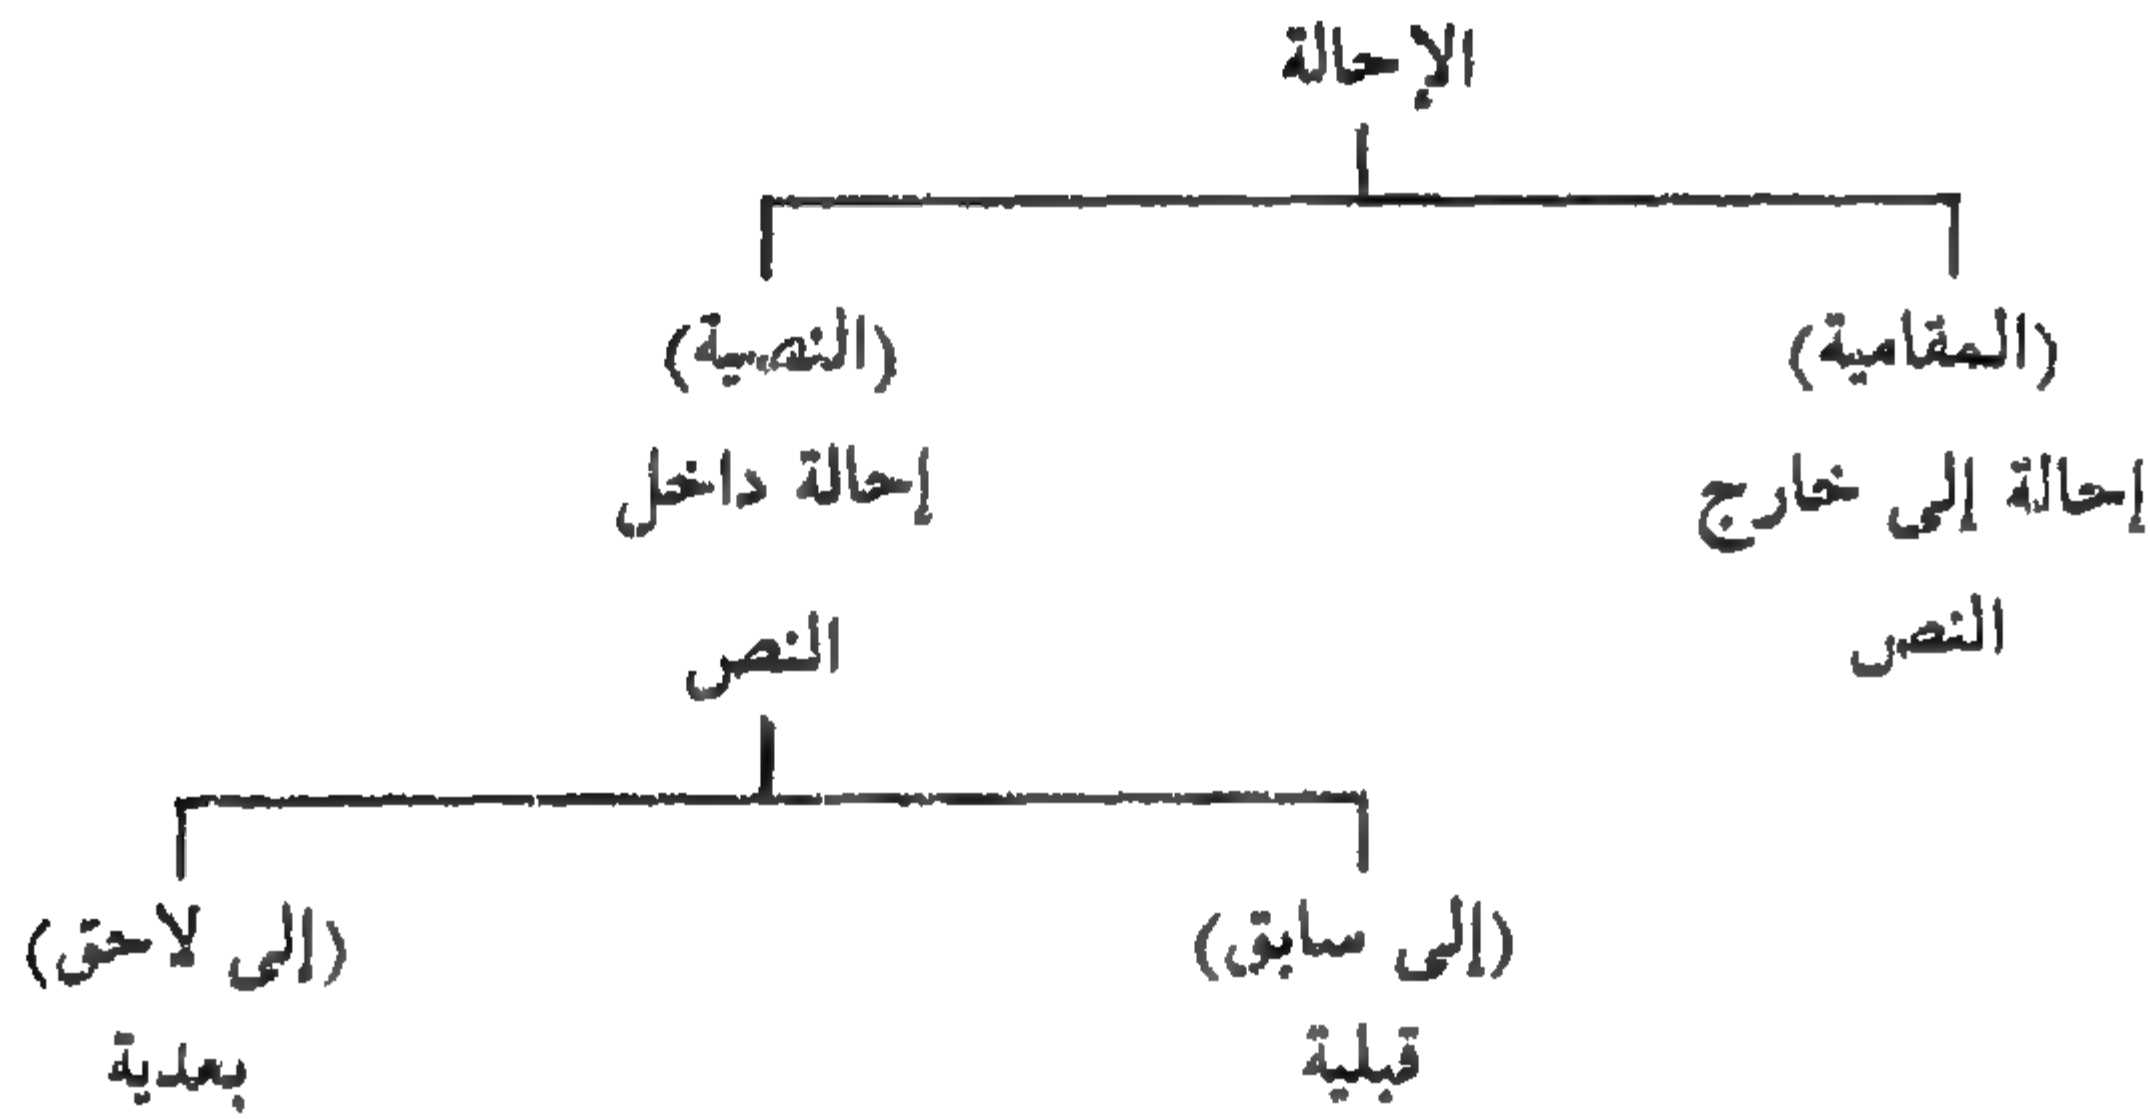 الإحالة
(المقامية)
إحالة إلى خارج
النص
(النصية)
إحالة داخل
النص
(إلى سابق)
قبلية
(إلى لاحق)
بعدية